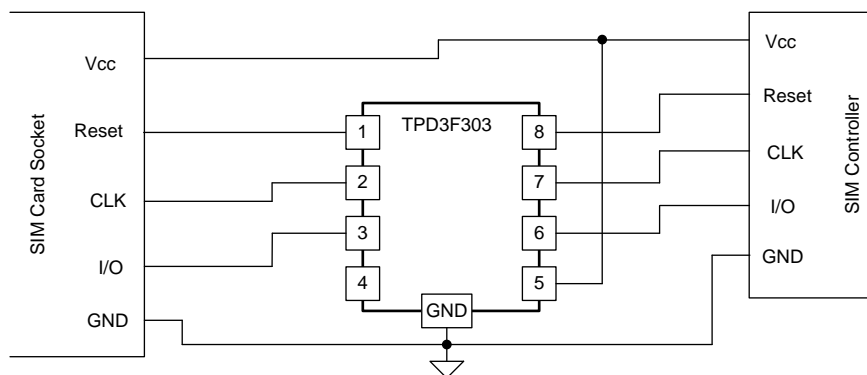 SIM Card Socket
Vcc
Reset
CLK
I/O
GND
TPD3F303
1
2
3
4
8
7
6
5
GND
Vcc
Reset
CLK
I/O
GND
SIM Controller